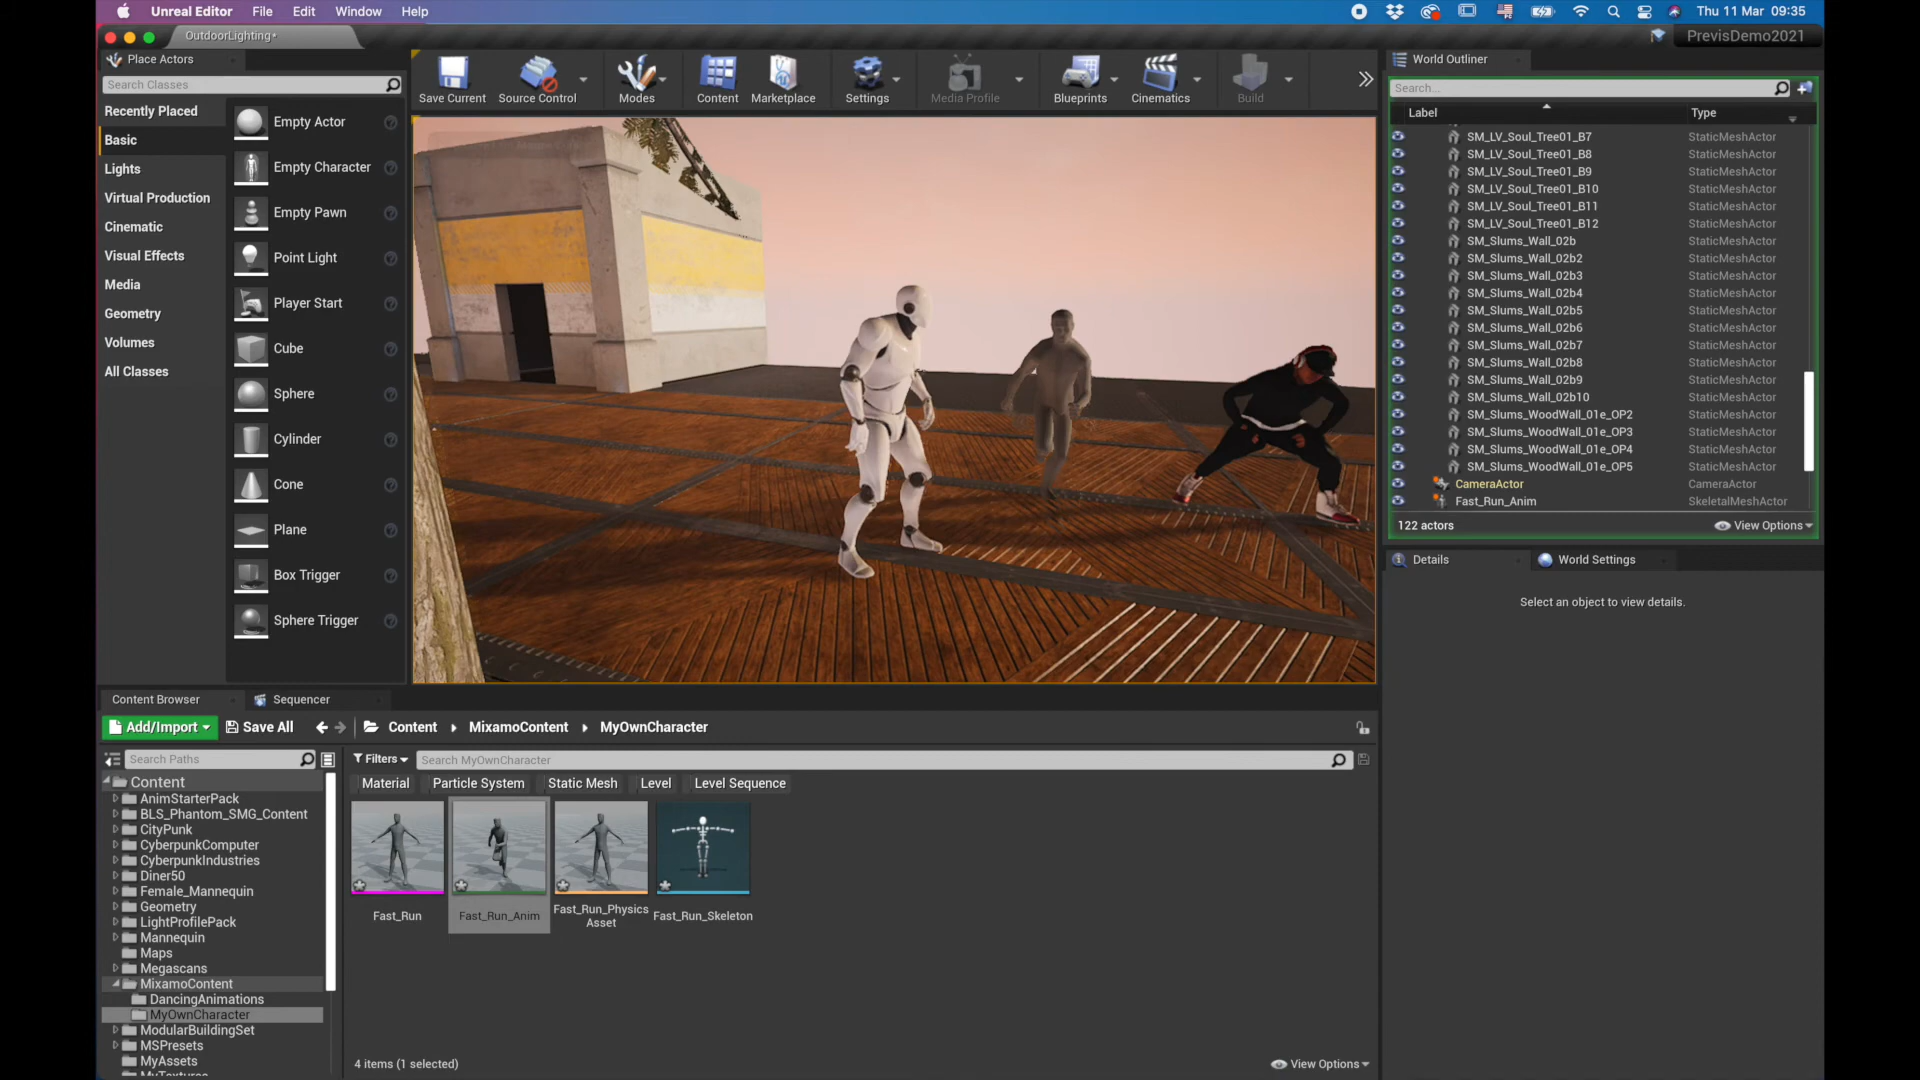 Unreal Editor File Edit Window Help
Thu 11 Mar 09:35
OutdoorLighting*
PrevisDemo2021
Place Actors
Search Classes
Recently Placed
Basic
Lights
Virtual Production
Cinematic
Visual Effects
Media
Geometry
Volumes
All Classes
Empty Actor
Empty Character
Empty Pawn
Point Light
Player Start
Cube
Sphere
Cylinder
Cone
Plane
Box Trigger
Sphere Trigger
Save Current
Source Control
Modes
Content
Marketplace
Settings
Media Profile
Blueprints
Cinematics
Build
World Outliner
Search...
Label Type
SM_LV_Soul_Tree01_B7 StaticMeshActor
SM_LV_Soul_Tree01_B8 StaticMeshActor
SM_LV_Soul_Tree01_B9 StaticMeshActor
SM_LV_Soul_Tree01_B10 StaticMeshActor
SM_LV_Soul_Tree01_B11 StaticMeshActor
SM_LV_Soul_Tree01_B12 StaticMeshActor
SM_Slums_Wall_02b StaticMeshActor
SM_Slums_Wall_02b2 StaticMeshActor
SM_Slums_Wall_02b3 StaticMeshActor
SM_Slums_Wall_02b4 StaticMeshActor
SM_Slums_Wall_02b5 StaticMeshActor
SM_Slums_Wall_02b6 StaticMeshActor
SM_Slums_Wall_02b7 StaticMeshActor
SM_Slums_Wall_02b8 StaticMeshActor
SM_Slums_Wall_02b9 StaticMeshActor
SM_Slums_Wall_02b10 StaticMeshActor
SM_Slums_WoodWall_01e_OP2 StaticMeshActor
SM_Slums_WoodWall_01e_OP3 StaticMeshActor
SM_Slums_WoodWall_01e_OP4 StaticMeshActor
SM_Slums_WoodWall_01e_OP5 StaticMeshActor
CameraActor CameraActor
Fast_Run_Anim SkeletalMeshActor
122 actors
View Options
Details
World Settings
Select an object to view details.
Content Browser
Sequencer
Add/Import
Save All
Content
MixamoContent
MyOwnCharacter
Search Paths
Filters
Search MyOwnCharacter
Material
Particle System
Static Mesh
Level
Level Sequence
Content
AnimStarterPack
BLS_Phantom_SMG_Content
CityPunk
CyberpunkComputer
CyberpunkIndustries
Diner50
Female_Mannequin
Geometry
LightProfilePack
Mannequin
Maps
Megascans
MixamoContent
DancingAnimations
MyOwnCharacter
ModularBuildingSet
MSPresets
MyAssets
MyTextures
Fast_Run
Fast_Run_Anim
Fast_Run_Physics
Asset
Fast_Run_Skeleton
4 items (1 selected)
View Options